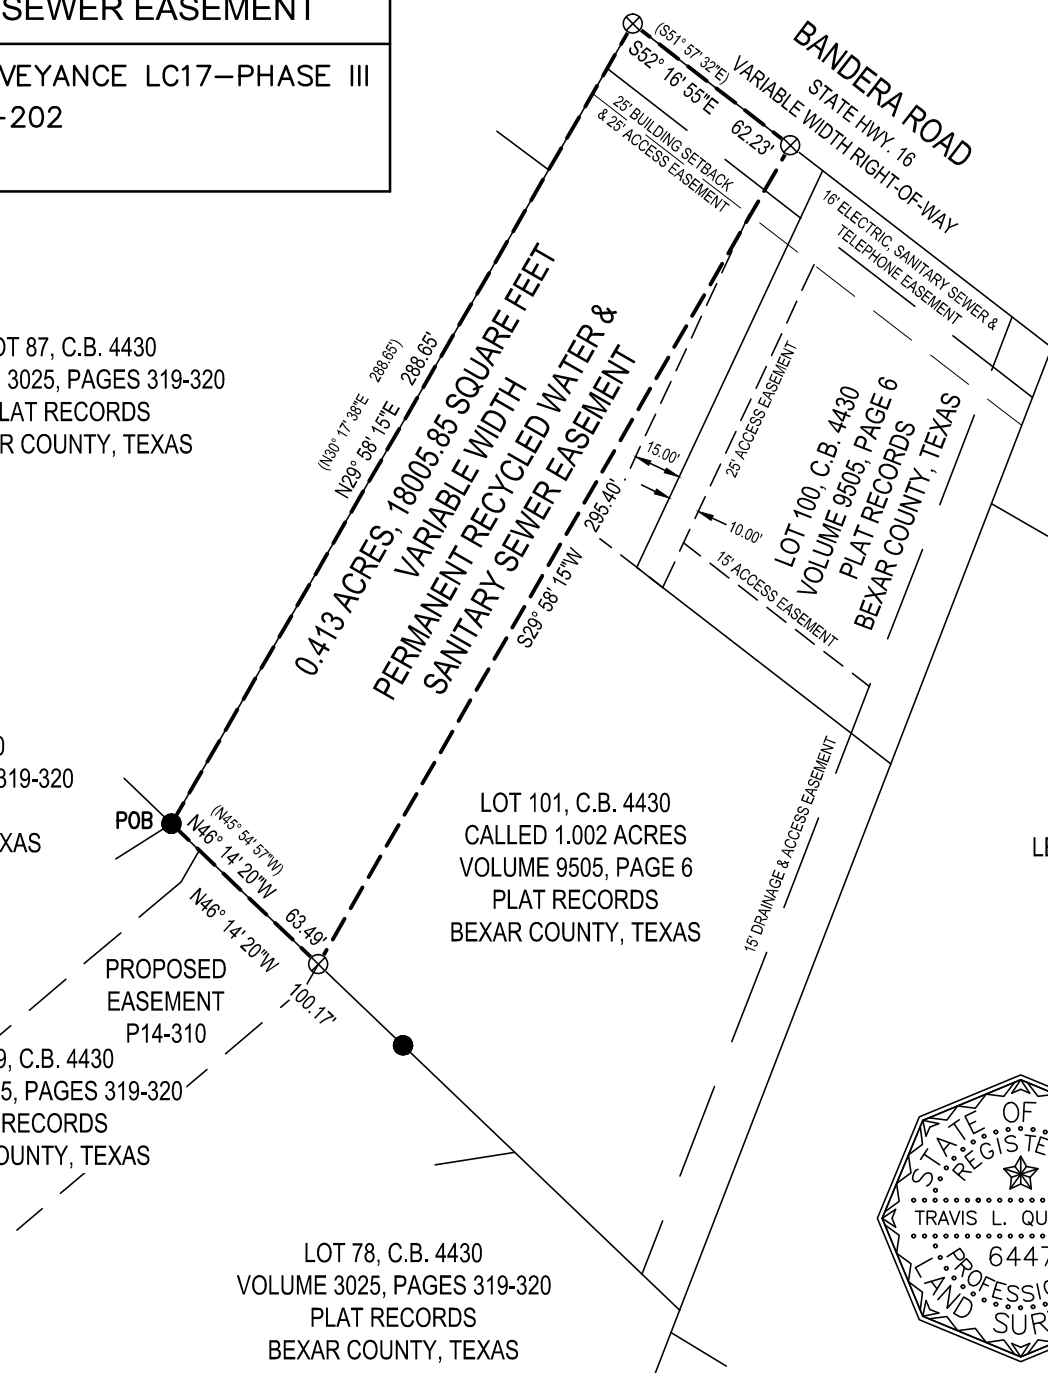 SEWER EASEMENT
VEYANCE LC17-PHASE III
-202
BANDERA ROAD
STATE HWY. 16
VARIABLE WIDTH RIGHT-OF-WAY
(S51° 57' 32"E)
S52° 16' 55"E 62.23'
25' BUILDING SETBACK
& 25' ACCESS EASEMENT
16' ELECTRIC, SANITARY SEWER &
TELEPHONE EASEMENT
OT 87, C.B. 4430
3025, PAGES 319-320
LAT RECORDS
R COUNTY, TEXAS
(N30° 17' 38"E 288.65')
N29° 58' 15"E 288.65'
0.413 ACRES, 18005.85 SQUARE FEET
VARIABLE WIDTH
PERMANENT RECYCLED WATER &
SANITARY SEWER EASEMENT
S29° 58' 15"W 295.40'
15.00'
25' ACCESS EASEMENT
10.00'
15' ACCESS EASEMENT
LOT 100, C.B. 4430
VOLUME 9505, PAGE 6
PLAT RECORDS
BEXAR COUNTY, TEXAS
0
319-320
XAS
POB
(N45° 54' 57"W)
N46° 14' 20"W 63.49'
N46° 14' 20"W 100.17'
LOT 101, C.B. 4430
CALLED 1.002 ACRES
VOLUME 9505, PAGE 6
PLAT RECORDS
BEXAR COUNTY, TEXAS
15' DRAINAGE & ACCESS EASEMENT
LE
PROPOSED
EASEMENT
P14-310
9, C.B. 4430
5, PAGES 319-320
RECORDS
OUNTY, TEXAS
LOT 78, C.B. 4430
VOLUME 3025, PAGES 319-320
PLAT RECORDS
BEXAR COUNTY, TEXAS
STATE OF
REGISTE
TRAVIS L. QU
6447
PROFESSIO
LAND SUR